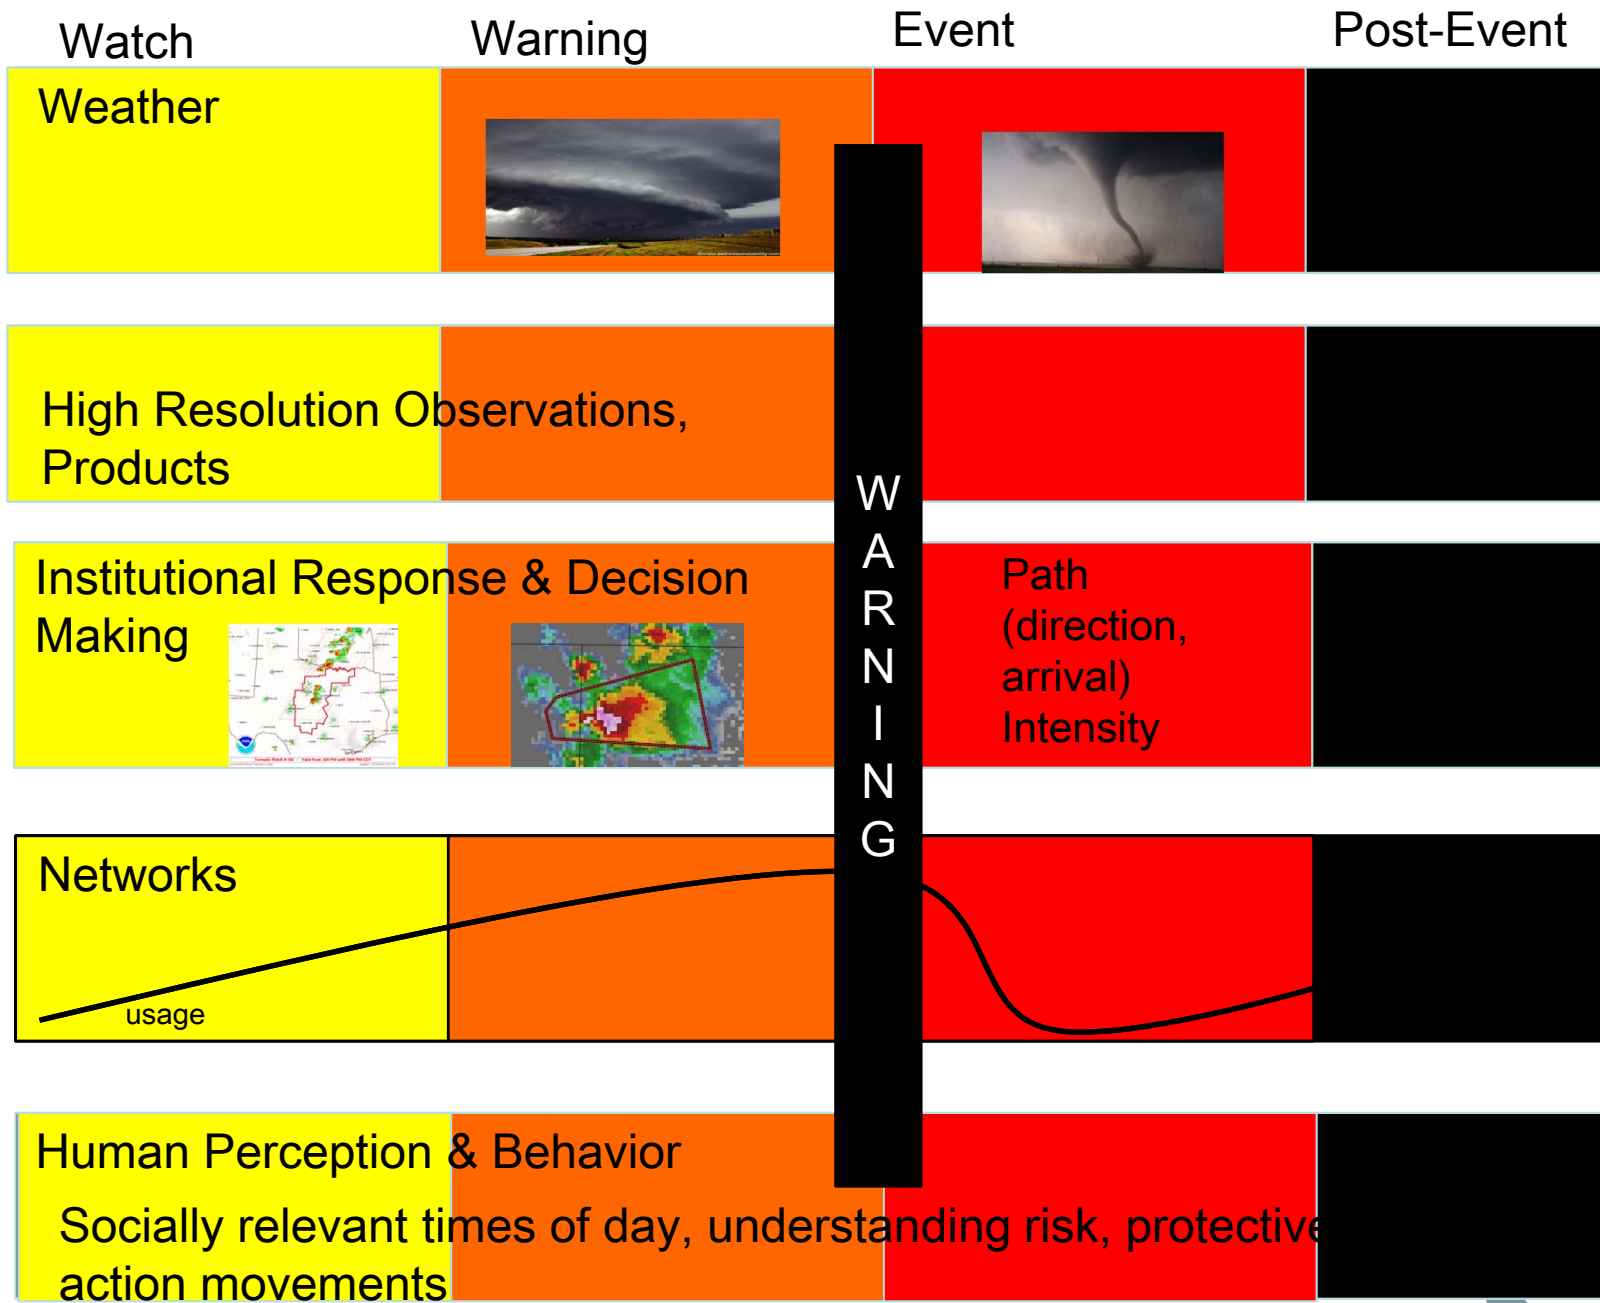 Watch
Warning
Event
Post-Event
Weather
High Resolution Observations,
Products
W
A
R
N
I
N
G
Institutional Response & Decision
Making
Path
(direction,
arrival)
Intensity
Networks
usage
Human Perception & Behavior
Socially relevant times of day, understanding risk, protective
action movements